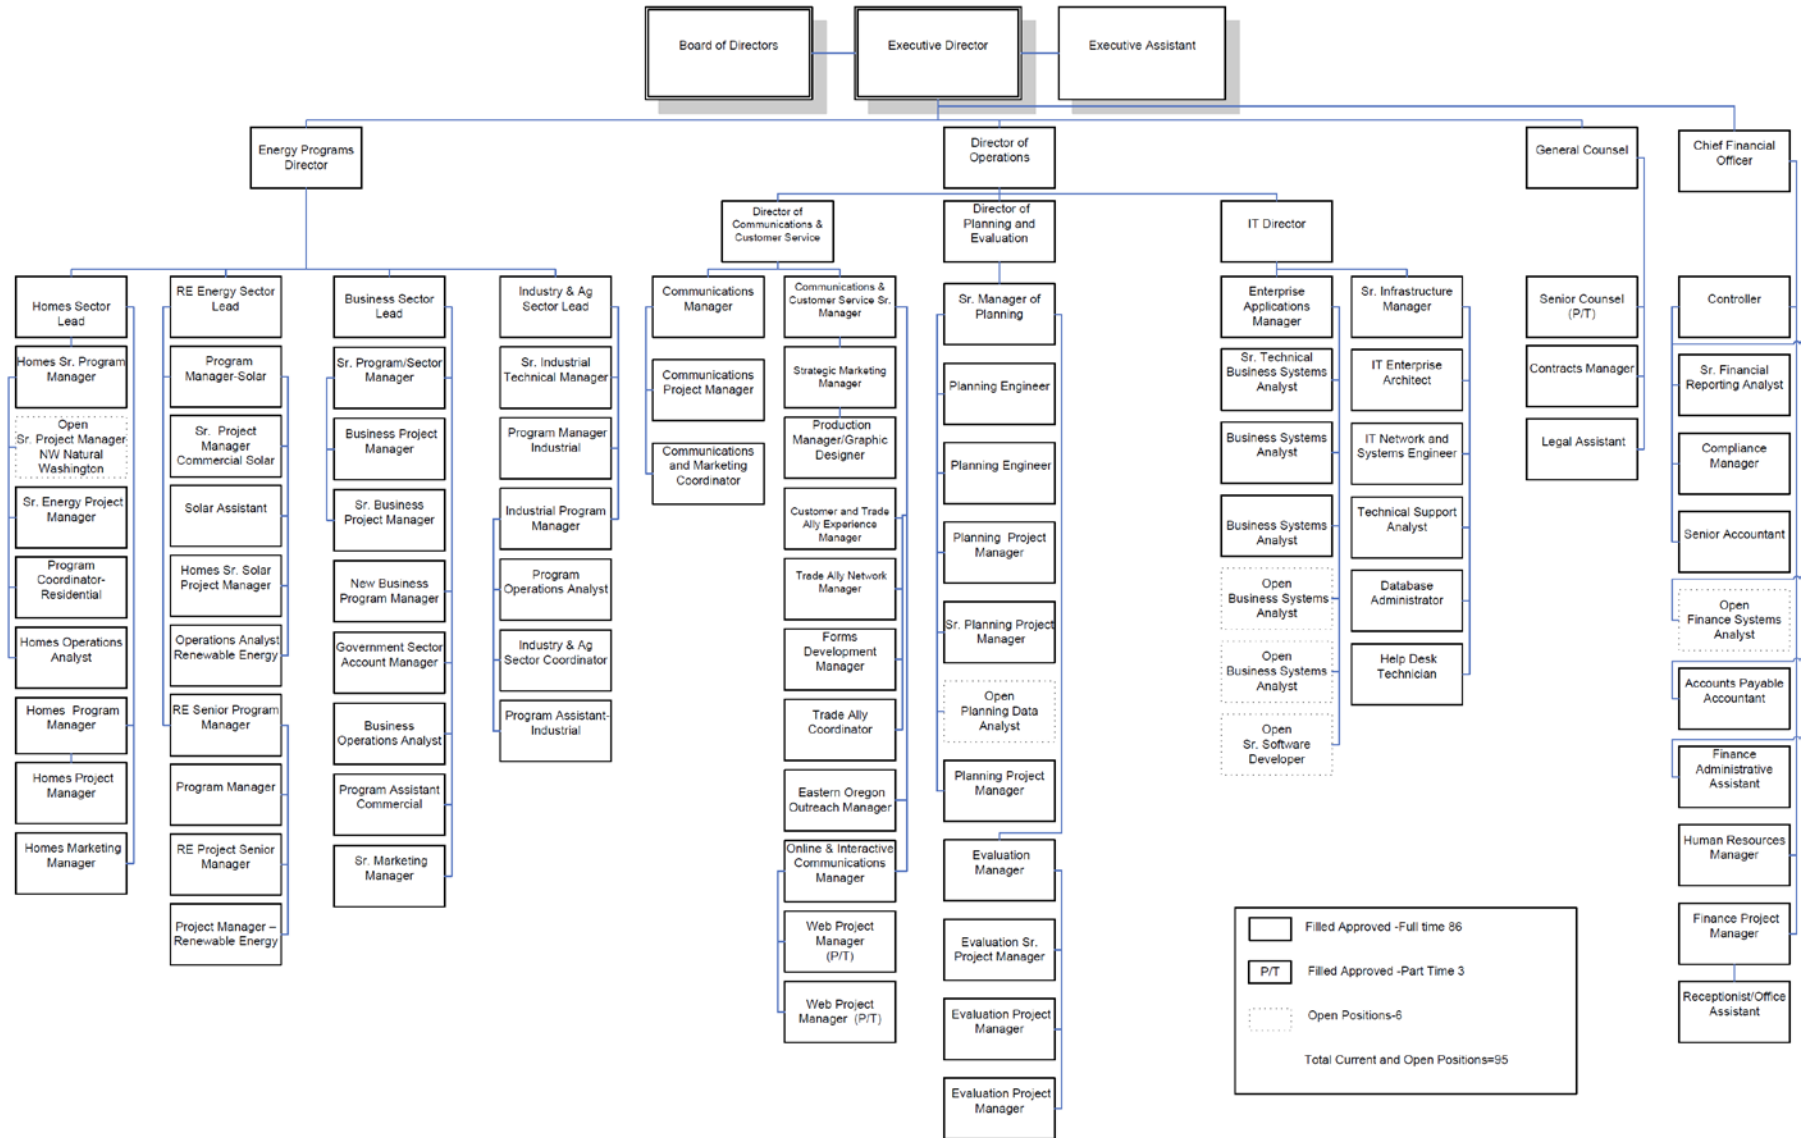 Board of Directors
Executive Director
Executive Assistant
Energy Programs
Director
Director of
Operations
General Counsel
Chief Financial
Officer
Director of
Communications &
Customer Service
Director of
Planning and
Evaluation
IT Director
Homes Sector
Lead
Homes Sr. Program
Manager
Open
Sr. Project Manager
NW Natural
Washington
Sr. Energy Project
Manager
Program
Coordinator-
Residential
Homes Operations
Analyst
Homes Program
Manager
Homes Project
Manager
Homes Marketing
Manager
RE Energy Sector
Lead
Program
Manager-Solar
Sr. Project
Manager
Commercial Solar
Solar Assistant
Homes Sr. Solar
Project Manager
Operations Analyst
Renewable Energy
RE Senior Program
Manager
Program Manager
RE Project Senior
Manager
Project Manager –
Renewable Energy
Business Sector
Lead
Sr. Program/Sector
Manager
Business Project
Manager
Sr. Business
Project Manager
New Business
Program Manager
Government Sector
Account Manager
Business
Operations Analyst
Program Assistant
Commercial
Sr. Marketing
Manager
Industry & Ag
Sector Lead
Sr. Industrial
Technical Manager
Program Manager
Industrial
Industrial Program
Manager
Program
Operations Analyst
Industry & Ag
Sector Coordinator
Program Assistant-
Industrial
Communications
Manager
Communications
Project Manager
Communications
and Marketing
Coordinator
Communications &
Customer Service Sr.
Manager
Strategic Marketing
Manager
Production
Manager/Graphic
Designer
Customer and Trade
Ally Experience
Manager
Trade Ally Network
Manager
Forms
Development
Manager
Trade Ally
Coordinator
Eastern Oregon
Outreach Manager
Online & Interactive
Communications
Manager
Web Project
Manager
(P/T)
Web Project
Manager (P/T)
Sr. Manager of
Planning
Planning Engineer
Planning Engineer
Planning Project
Manager
Sr. Planning Project
Manager
Open
Planning Data
Analyst
Planning Project
Manager
Evaluation
Manager
Evaluation Sr.
Project Manager
Evaluation Project
Manager
Evaluation Project
Manager
Enterprise
Applications
Manager
Sr. Technical
Business Systems
Analyst
Business Systems
Analyst
Business Systems
Analyst
Open
Business Systems
Analyst
Open
Business Systems
Analyst
Open
Sr. Software
Developer
Sr. Infrastructure
Manager
IT Enterprise
Architect
IT Network and
Systems Engineer
Technical Support
Analyst
Database
Administrator
Help Desk
Technician
Senior Counsel
(P/T)
Contracts Manager
Legal Assistant
Controller
Sr. Financial
Reporting Analyst
Compliance
Manager
Senior Accountant
Open
Finance Systems
Analyst
Accounts Payable
Accountant
Finance
Administrative
Assistant
Human Resources
Manager
Finance Project
Manager
Receptionist/Office
Assistant
Filled Approved -Full time 86
P/T Filled Approved -Part Time 3
Open Positions-6
Total Current and Open Positions=95